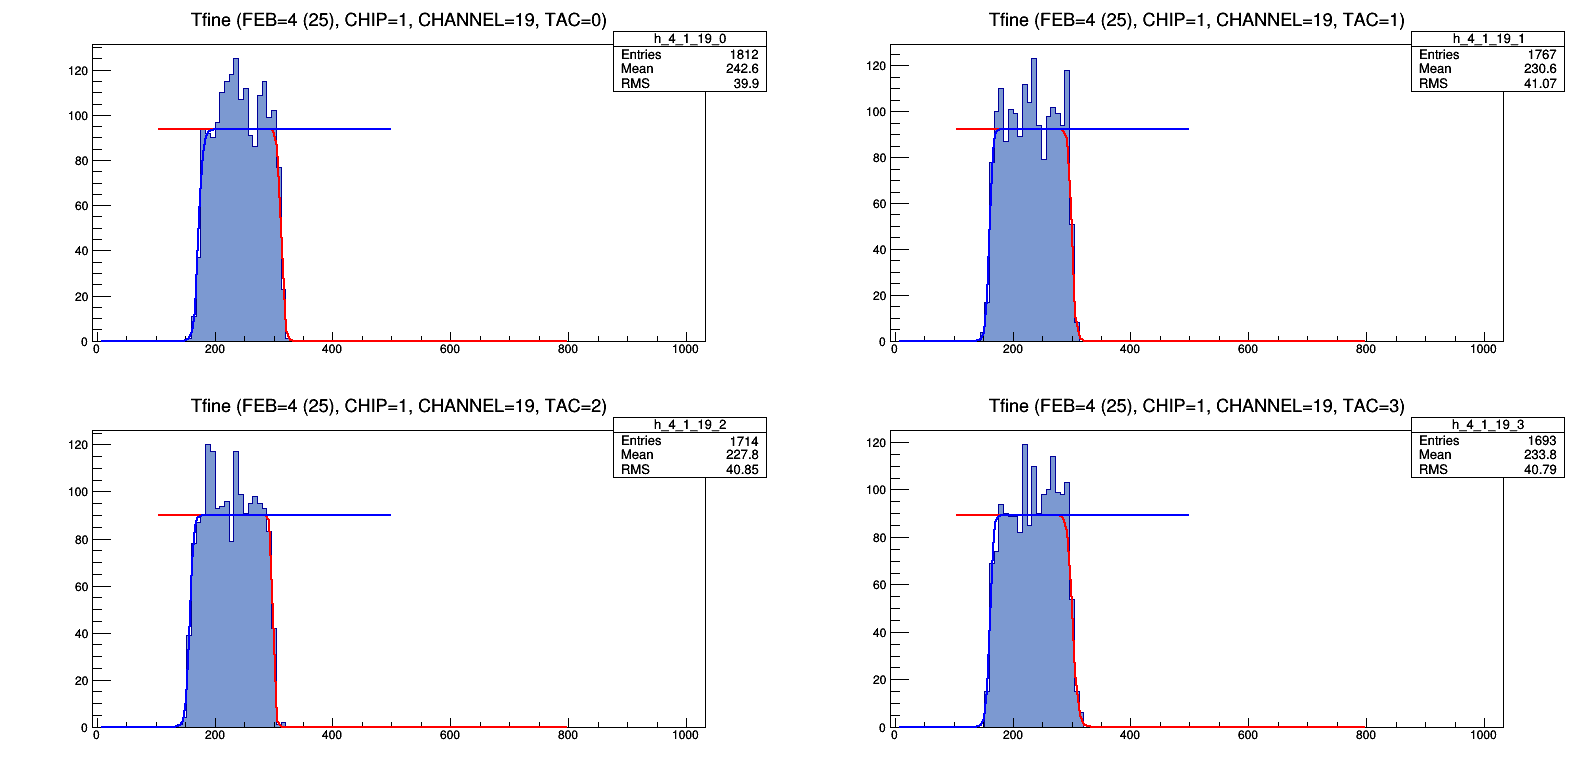 Tfine (FEB=4 (25), CHIP=1, CHANNEL=19, TAC=0)
h_4_1_19_0
Entries 1812
Mean 242.6
RMS 39.9
120
100
80
60
40
20
0
0 200 400 600 800 1000
Tfine (FEB=4 (25), CHIP=1, CHANNEL=19, TAC=1)
h_4_1_19_1
Entries 1767
Mean 230.6
RMS 41.07
120
100
80
60
40
20
0
0 200 400 600 800 1000
Tfine (FEB=4 (25), CHIP=1, CHANNEL=19, TAC=2)
h_4_1_19_2
Entries 1714
Mean 227.8
RMS 40.85
120
100
80
60
40
20
0
0 200 400 600 800 1000
Tfine (FEB=4 (25), CHIP=1, CHANNEL=19, TAC=3)
h_4_1_19_3
Entries 1693
Mean 233.8
RMS 40.79
120
100
80
60
40
20
0
0 200 400 600 800 1000